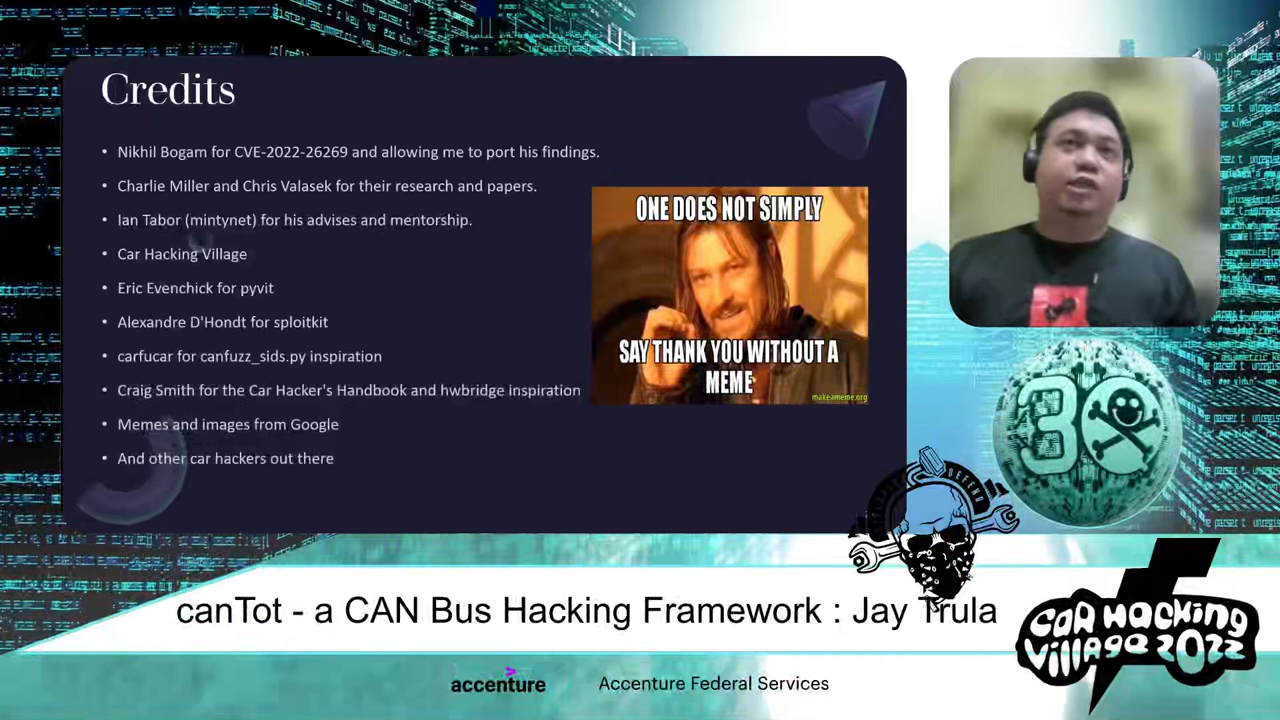 Credits
• Nikhil Bogam for CVE-2022-26269 and allowing me to port his findings.
• Charlie Miller and Chris Valasek for their research and papers.
• Ian Tabor (mintynet) for his advises and mentorship.
• Car Hacking Village
• Eric Evenchick for pyvit
• Alexandre D'Hondt for sploitkit
• carfucar for canfuzz_sids.py inspiration
• Craig Smith for the Car Hacker's Handbook and hwbridge inspiration
• Memes and images from Google
• And other car hackers out there
ONE DOES NOT SIMPLY
SAY THANK YOU WITHOUT A
MEME
makeameme.org
30
DEFEND
canTot - a CAN Bus Hacking Framework : Jay Trula
CAR HACKING
VILLAGE 2022
accenture
Accenture Federal Services